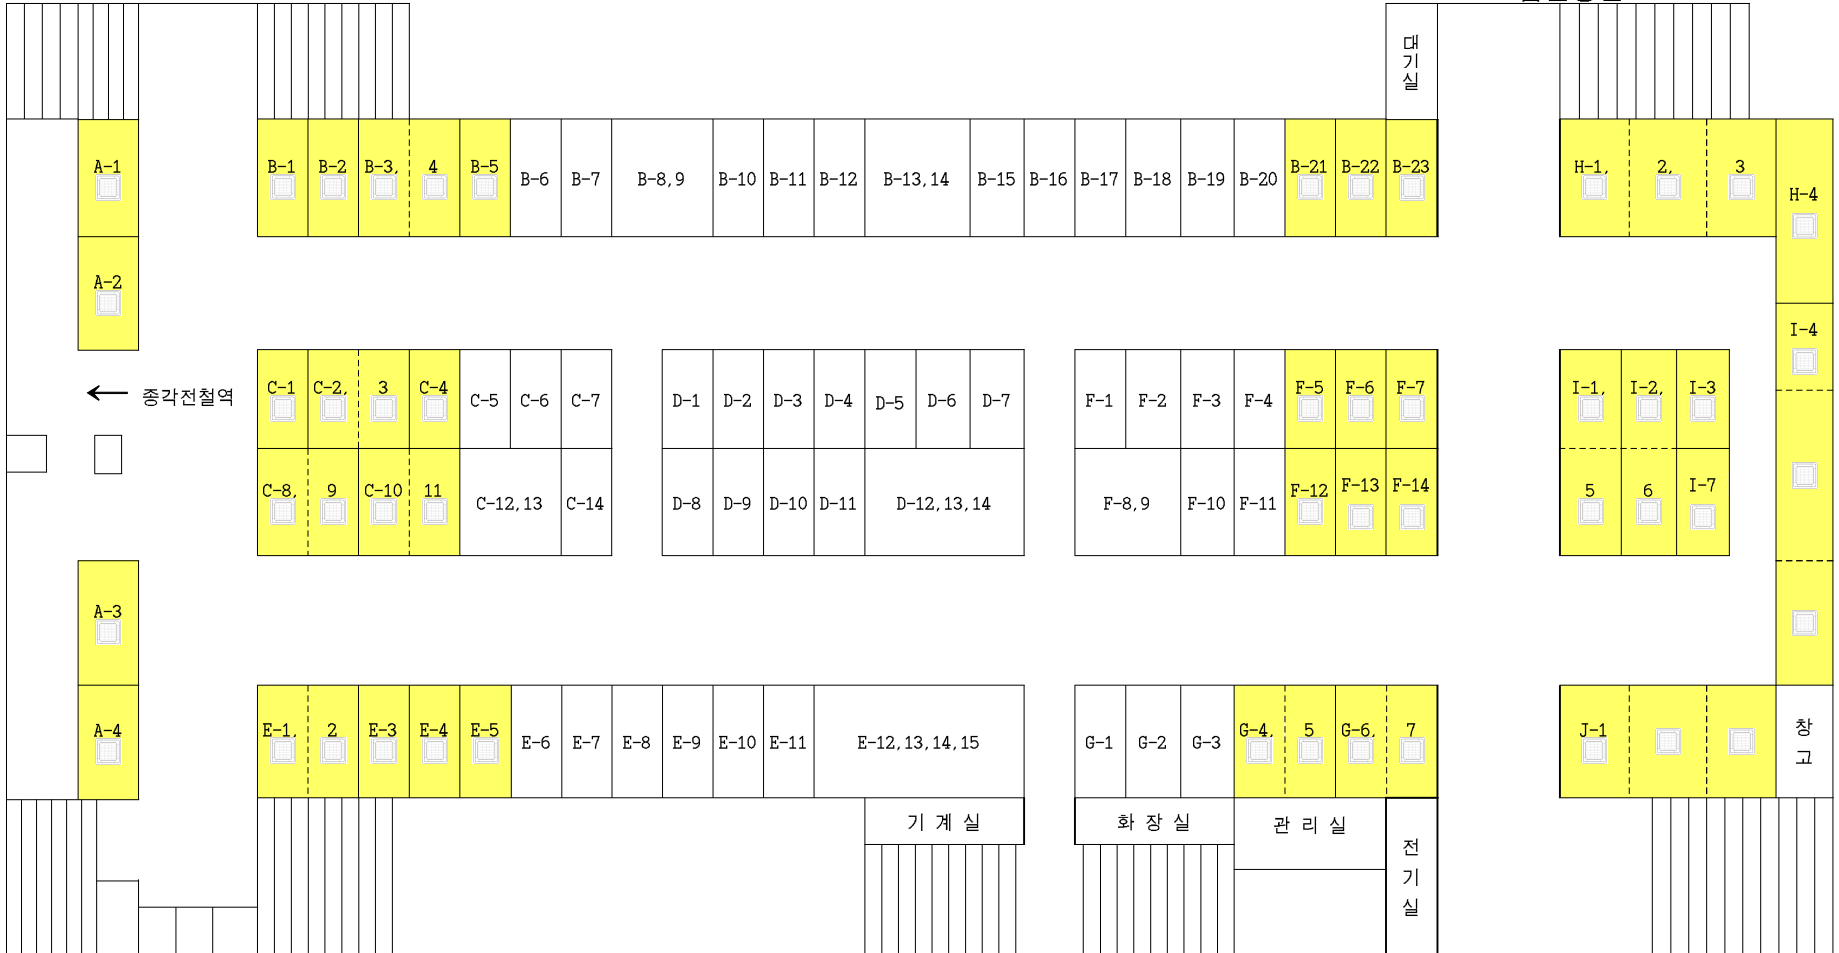 대기실
A-1
B-1 B-2 B-3, 4 B-5 B-6 B-7 B-8,9 B-10 B-11 B-12 B-13,14 B-15 B-16 B-17 B-18 B-19 B-20 B-21 B-22 B-23
H-1, 2, 3
H-4
A-2
I-4
← 종각전철역
C-1 C-2, 3 C-4 C-5 C-6 C-7
D-1 D-2 D-3 D-4 D-5 D-6 D-7
F-1 F-2 F-3 F-4 F-5 F-6 F-7
I-1, I-2, I-3
C-8, 9 C-10 11 C-12,13 C-14
D-8 D-9 D-10 D-11 D-12,13,14
F-8,9 F-10 F-11 F-12 F-13 F-14
5 6 I-7
A-3
A-4
E-1, 2 E-3 E-4 E-5 E-6 E-7 E-8 E-9 E-10 E-11 E-12,13,14,15
G-1 G-2 G-3 G-4, 5 G-6, 7
J-1
창고
기계실
화장실
관리실
전기실